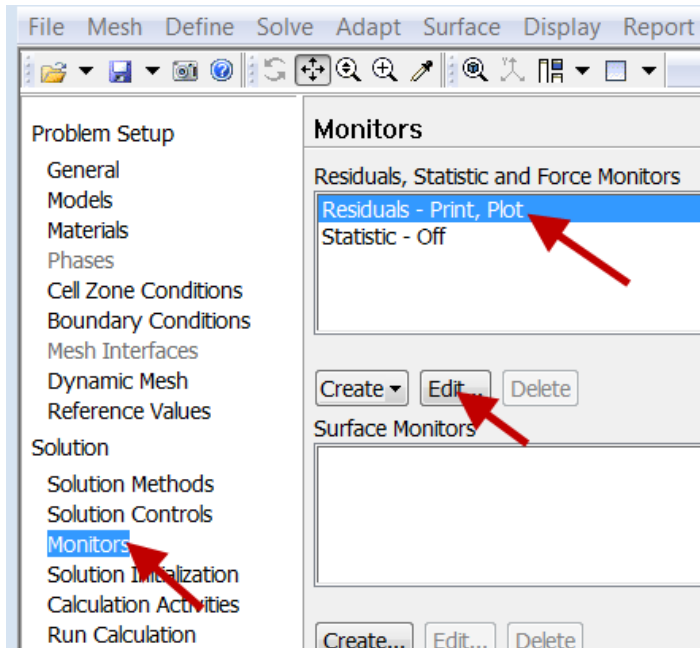 File Mesh Define Solve Adapt Surface Display Report
Problem Setup
General
Models
Materials
Phases
Cell Zone Conditions
Boundary Conditions
Mesh Interfaces
Dynamic Mesh
Reference Values
Solution
Solution Methods
Solution Controls
Monitors
Solution Initialization
Calculation Activities
Run Calculation
Monitors
Residuals, Statistic and Force Monitors
Residuals - Print, Plot
Statistic - Off
Create Edit... Delete
Surface Monitors
Create... Edit... Delete